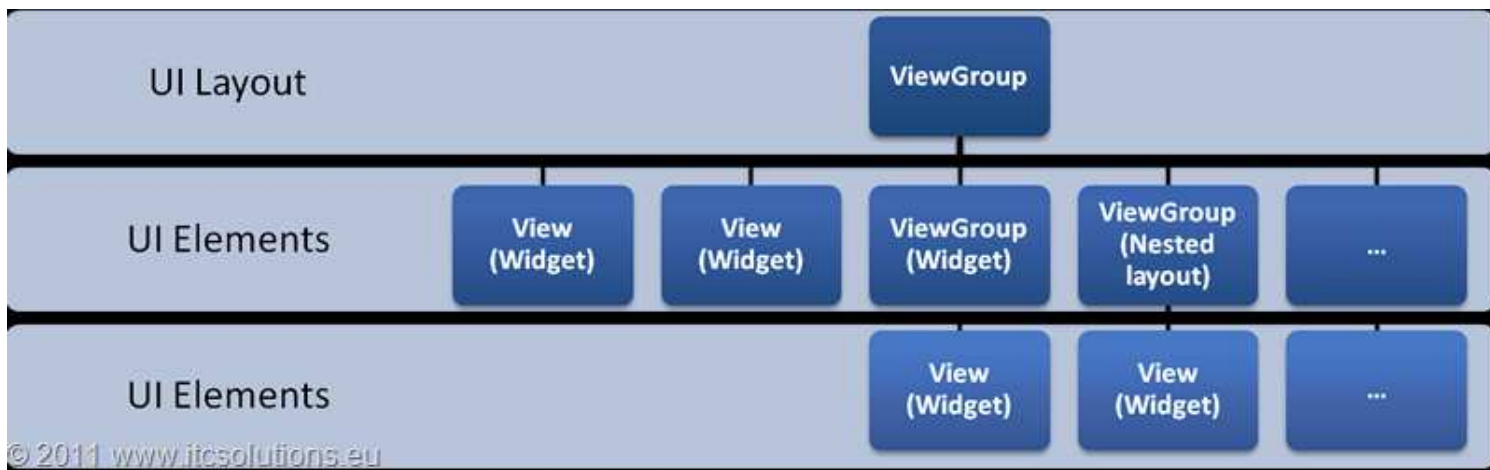 UI Layout
ViewGroup
UI Elements
View
(Widget)
View
(Widget)
ViewGroup
(Widget)
ViewGroup
(Nested
layout)
...
UI Elements
View
(Widget)
View
(Widget)
...
© 2011 www.itcsolutions.eu